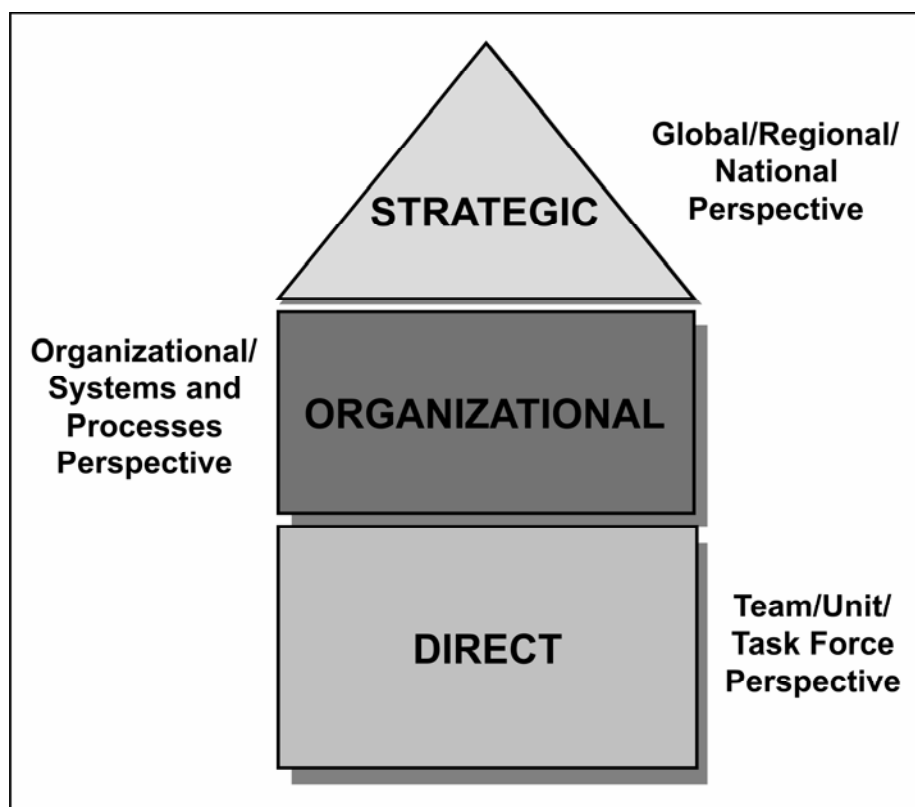 STRATEGIC
Global/Regional/
National
Perspective
Organizational/
Systems and
Processes
Perspective
ORGANIZATIONAL
DIRECT
Team/Unit/
Task Force
Perspective